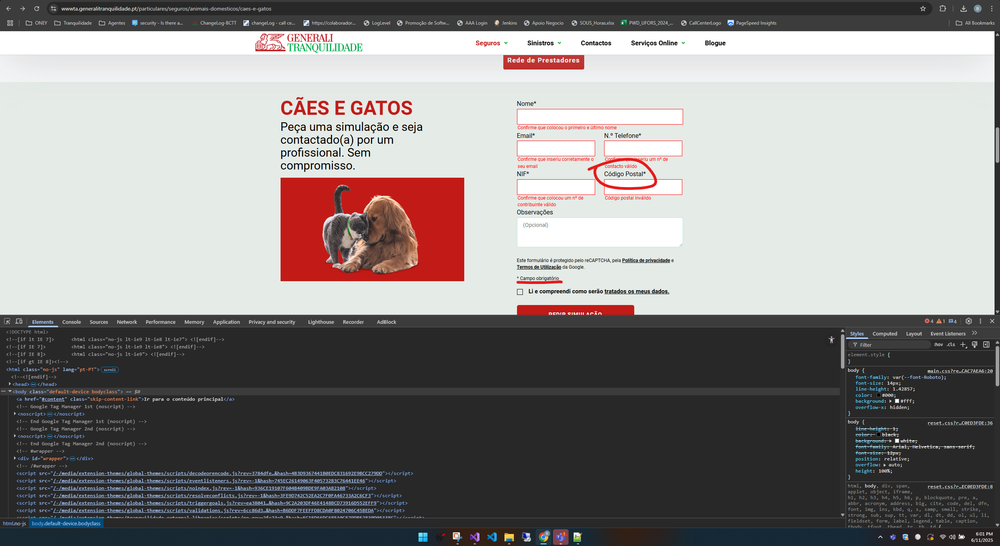 wwwta.generalitranquilidade.pt/particulares/seguros/animais-domesticos/caes-e-gatos
B
ONEY Tranquilidade Agentes security - Is there a... ChangeLog-BCTT changeLog - call ce... https://colaborador... LogLevel Promoção de Softw... AAA Login Jenkins Apoio Negocio SOUS_Horas.xlsx PWD_UFORS_2024_... CallCenterLogo PageSpeed Insights All Bookmarks
GENERALI
TRANQUILIDADE
Seguros Sinistros Contactos Serviços Online Blogue
Rede de Prestadores
CÃES E GATOS
Peça uma simulação e seja
contactado(a) por um
profissional. Sem
compromisso.
Nome*
Confirme que colocou o primeiro e último nome
Email* N.º Telefone*
Confirme que inseriu corretamente o
seu email
Confirme que inseriu um nº de
contacto válido
NIF* Código Postal*
Confirme que colocou um nº de
contribuinte válido
Código postal inválido
Observações
(Opcional)
Este formulário é protegido pelo reCAPTCHA, pela Política de privacidade e
Termos de Utilização da Google.
* Campo obrigatório
Li e compreendi como serão tratados os meus dados.
PEDIR SIMULAÇÃO
Elements Console Sources Network Performance Memory Application Privacy and security Lighthouse Recorder AdBlock 4 1 4
<!DOCTYPE html>
<!--[if lt IE 7]> <html class="no-js lt-ie9 lt-ie8 lt-ie7"> <![endif]-->
<!--[if IE 7]> <html class="no-js lt-ie9 lt-ie8"> <![endif]-->
<!--[if IE 8]> <html class="no-js lt-ie9"> <![endif]-->
<!--[if gt IE 8]><!-->
<html class="no-js" lang="pt-PT"> scroll
<!--<![endif]-->
<head> ••• </head>
••• <body class="default-device bodyclass"> == $0
<a href="#content" class="skip-content-link">Ir para o conteúdo principal</a>
<!-- Google Tag Manager 1st (noscript) -->
<noscript> ••• </noscript>
<!-- End Google Tag Manager 1st (noscript) -->
<!-- Google Tag Manager 2nd (noscript) -->
<noscript> ••• </noscript>
<!-- End Google Tag Manager 2nd (noscript) -->
<!-- #wrapper -->
<div id="wrapper"> ••• </div>
<!-- /#wrapper -->
<script src="/-/media/extension-themes/global-themes/scripts/decodeorencode.js?rev=3784dfe…&hash=4B3D9367441B0EDC831692E9BCC279DD"></script>
<script src="/-/media/extension-themes/global-themes/scripts/eventlisteners.js?rev=-1&hash=745EC26149063F405732B3C76441EE46"></script>
<script src="/-/media/extension-themes/global-themes/scripts/noindex.js?rev=-1&hash=936CE19107F604B409BDE9FA03AB2108"></script>
<script src="/-/media/extension-themes/global-themes/scripts/resolveconflicts.js?rev=-1&hash=3FE9D742C52EA2C7F0FA46733A2C6CF3"></script>
<script src="/-/media/extension-themes/global-themes/scripts/triggergoals.js?rev=ea38041…&hash=9C2A203DF46E4148BCD73916D552EFF9"></script>
<script src="/-/media/extension-themes/global-themes/scripts/validations.js?rev=6cc86d3…&hash=B6DDF7FEEFFD8CDA0F8024706C45BEDA"></script>
html.no-js body.default-device.bodyclass
Styles Computed Layout Event Listeners
Filter :hov .cls
element.style {
}
body { main.css?re…CAC7AEA6:20
font-family: var(--font-Roboto);
font-size: 14px;
line-height: 1.42857;
color: #000;
background: #fff;
overflow-x: hidden;
}
body { reset.css?r…C0ED3FDE:36
line-height: 1;
color: black;
background: white;
font-family: Arial, Helvetica, sans-serif;
font-size: 12px;
position: relative;
overflow: auto;
height: 100%;
}
html, body, div, span, reset.css?r…EC0ED3FDE:8
applet, object, iframe,
h1, h2, h3, h4, h5, h6, p, blockquote, pre, a,
abbr, acronym, address, big, cite, code, del, dfn,
font, img, ins, kbd, q, s, samp, small, strike,
strong, sub, sup, tt, var, dl, dt, dd, ol, ul, li,
fieldset, form, label, legend, table, caption,
tbody, tfoot, thead, tr, th, td {
6:01 PM
6/11/2025